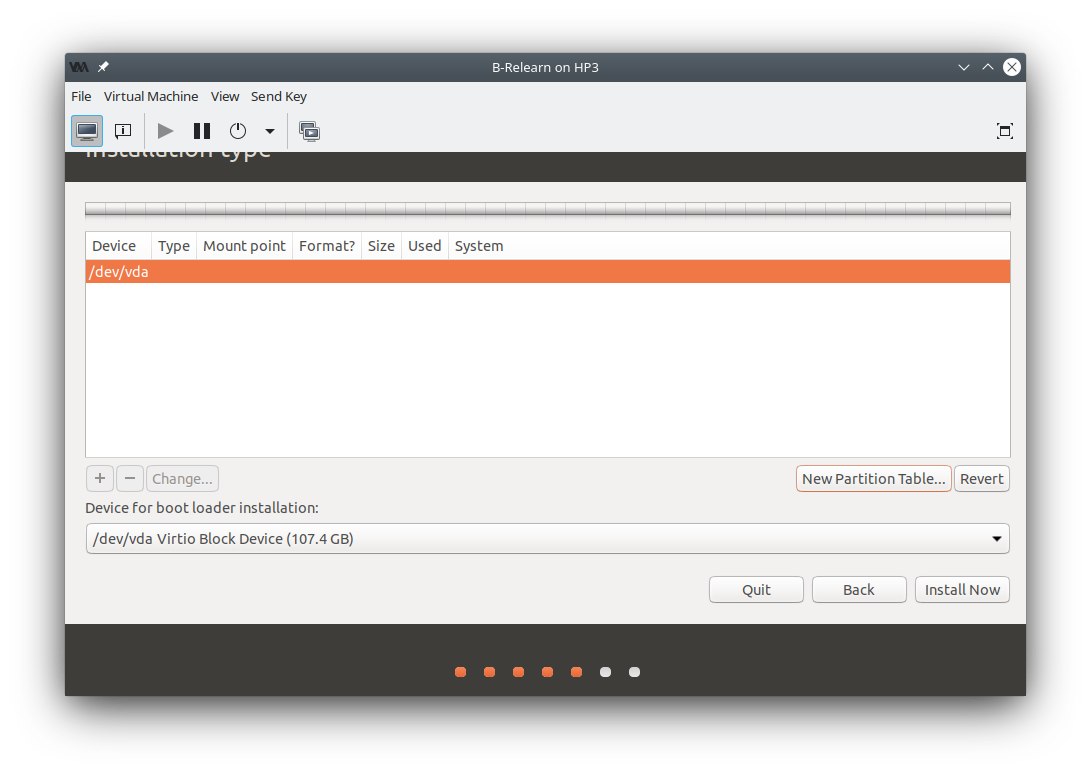 B-Relearn on HP3
File Virtual Machine View Send Key
Installation type
Device Type Mount point Format? Size Used System
/dev/vda
+ − Change... New Partition Table... Revert
Device for boot loader installation:
/dev/vda Virtio Block Device (107.4 GB)
Quit Back Install Now